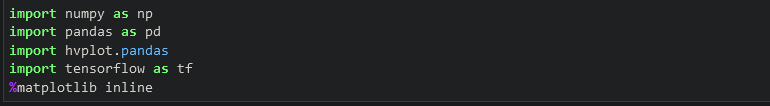 import numpy as np
import pandas as pd
import hvplot.pandas
import tensorflow as tf
%matplotlib inline